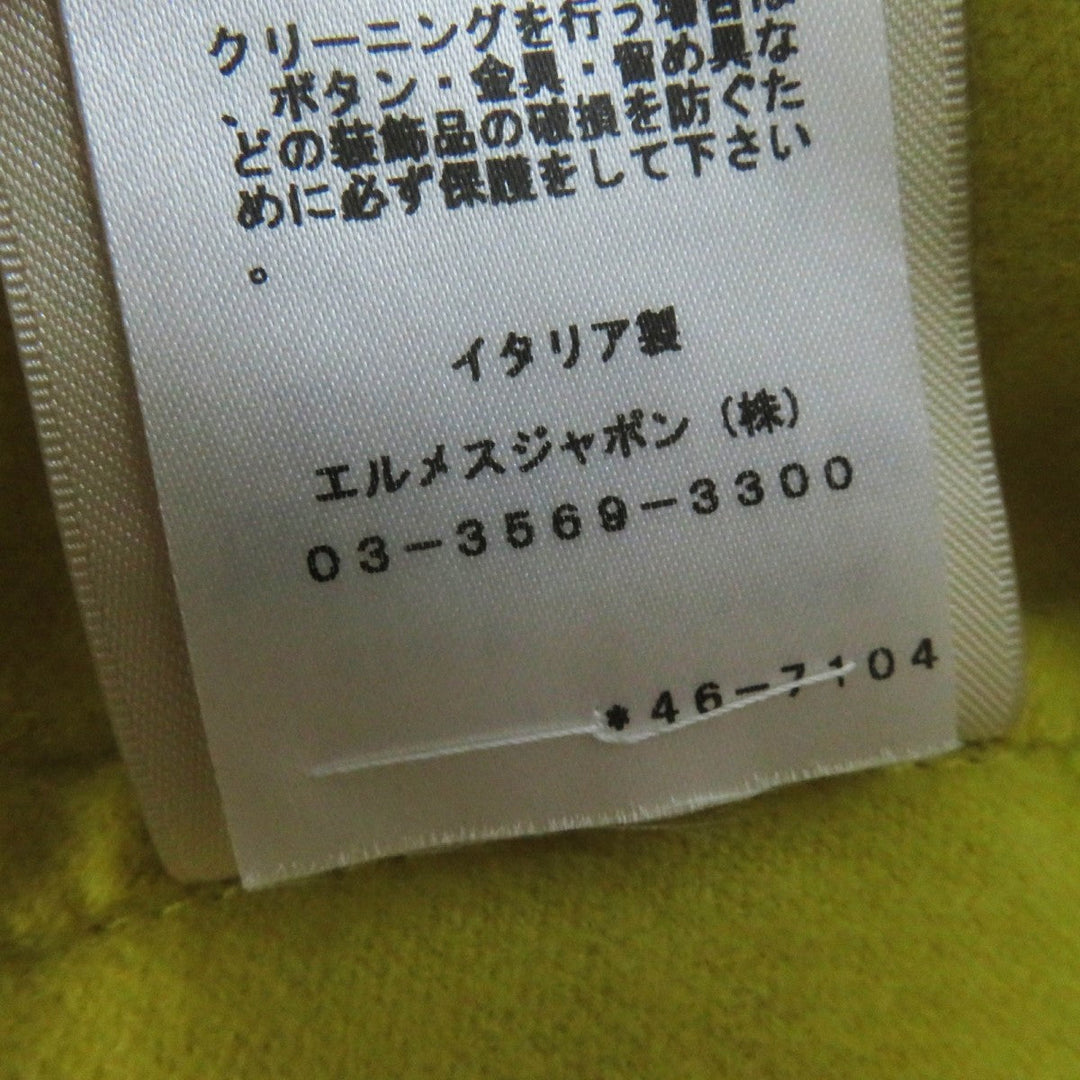 クリーニングを行う場合は
、ボタン・金具・留め具な
どの装飾品の破損を防ぐた
めに必ず保護をして下さい
。
イタリア製
エルメスジャポン（株）
03－3569－3300
*46－7104